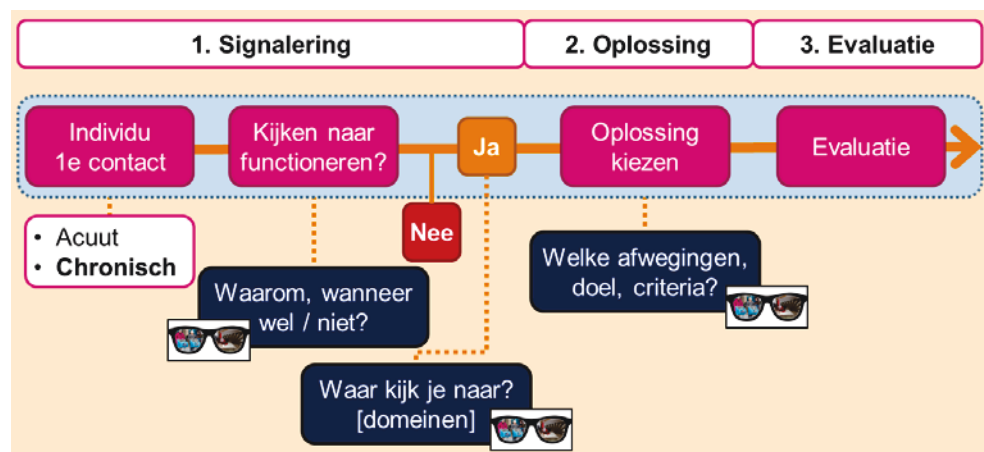 1. Signalering
2. Oplossing
3. Evaluatie
Individu
1e contact
Kijken naar
functioneren?
Ja
Oplossing
kiezen
Evaluatie
Nee
• Acuut
• Chronisch
Waarom, wanneer
wel / niet?
Welke afwegingen,
doel, criteria?
Waar kijk je naar?
[domeinen]